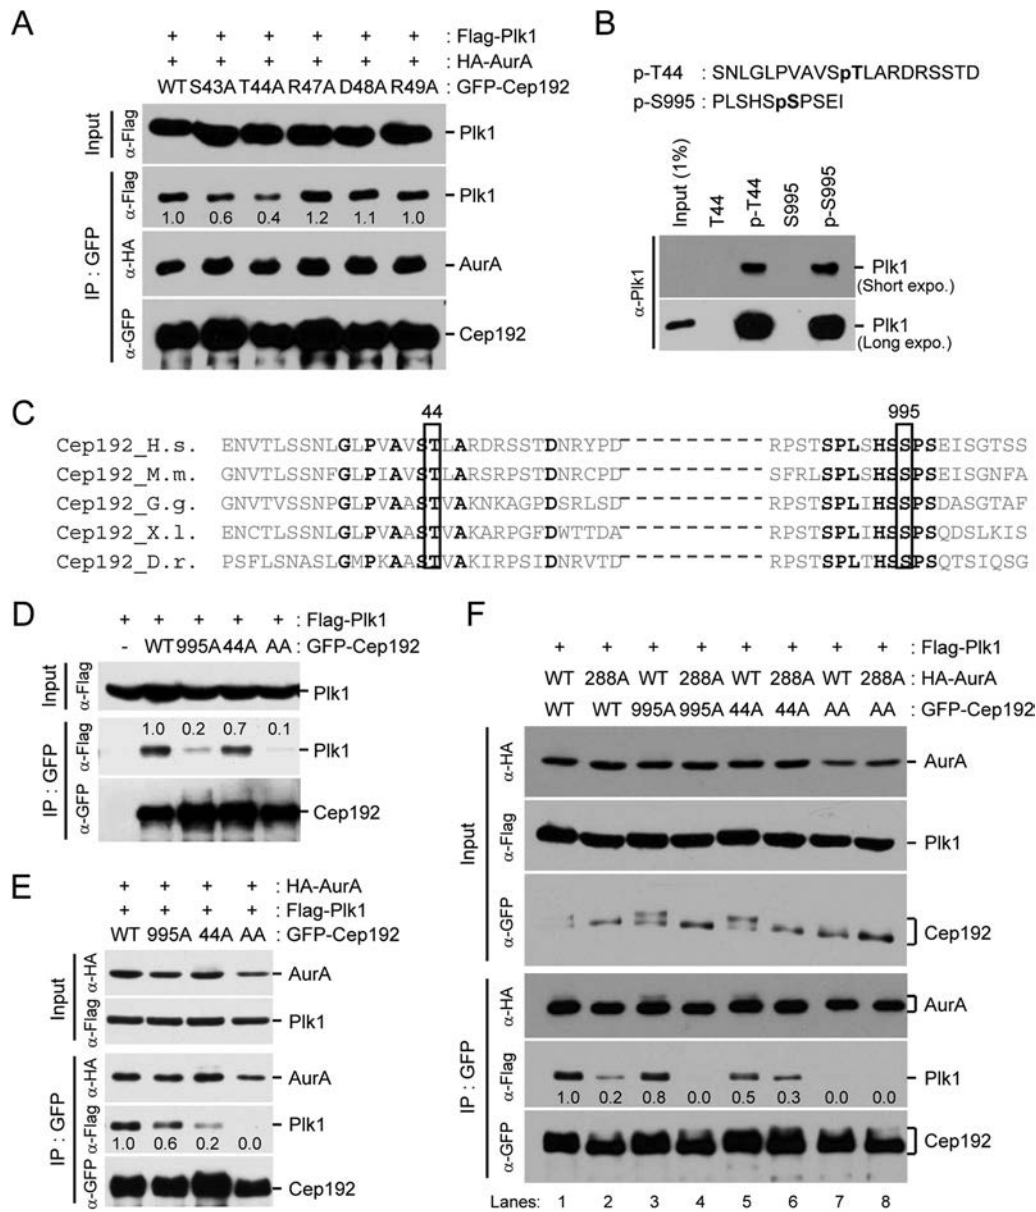 A
+ + + + + + : Flag-Plk1
+ + + + + + : HA-AurA
WT S43A T44A R47A D48A R49A : GFP-Cep192
Input
α-Flag
Plk1
IP : GFP
α-Flag
Plk1
1.0 0.6 0.4 1.2 1.1 1.0
α-HA
AurA
α-GFP
Cep192
B
p-T44 : SNLGLPVAVSpTLARDRSSTD
p-S995 : PLSHSpSPSEI
Input (1%)
T44
p-T44
S995
p-S995
α-Plk1
Plk1
(Short expo.)
Plk1
(Long expo.)
C
44 995
Cep192_H.s. ENVTLSSNLGLPVAVSTLARDRSSTDNRYPD------------RPSTSPLSHSSPSEISGTSS
Cep192_M.m. GNVTLSSNFGLPIAVSTLARDRSSTDNRCPD------------SFRLSPLSHSSPSEISGNFA
Cep192_G.g. GNVTVSSNPGLPVAASTVAKNKAGPDSRLSD------------RPSTSPLIHSSPSDASGTAF
Cep192_X.l. ENCTLSSNLGLPVAASTVAKARPGFDWTTDA------------RPSTSPLIHSSPSQDSLKIS
Cep192_D.r. PSFLSNASLGMPKAASTVAKIRPSIDNRVTD------------RPSTSPLTHSSPSQTSIQSG
D
+ + + + + : Flag-Plk1
- WT 995A 44A AA : GFP-Cep192
Input
α-Flag
Plk1
IP : GFP
α-Flag
1.0 0.2 0.7 0.1
Plk1
α-GFP
Cep192
E
+ + + + : HA-AurA
+ + + + : Flag-Plk1
WT 995A 44A AA : GFP-Cep192
Input
α-HA
AurA
α-Flag
Plk1
IP : GFP
α-HA
AurA
α-Flag
Plk1
1.0 0.6 0.2 0.0
α-GFP
Cep192
F
+ + + + + + + + : Flag-Plk1
WT 288A WT 288A WT 288A WT 288A : HA-AurA
WT WT 995A 995A 44A 44A AA AA : GFP-Cep192
Input
α-HA
AurA
α-Flag
Plk1
α-GFP
Cep192
IP : GFP
α-HA
AurA
α-Flag
Plk1
1.0 0.2 0.8 0.0 0.5 0.3 0.0 0.0
α-GFP
Cep192
Lanes: 1 2 3 4 5 6 7 8